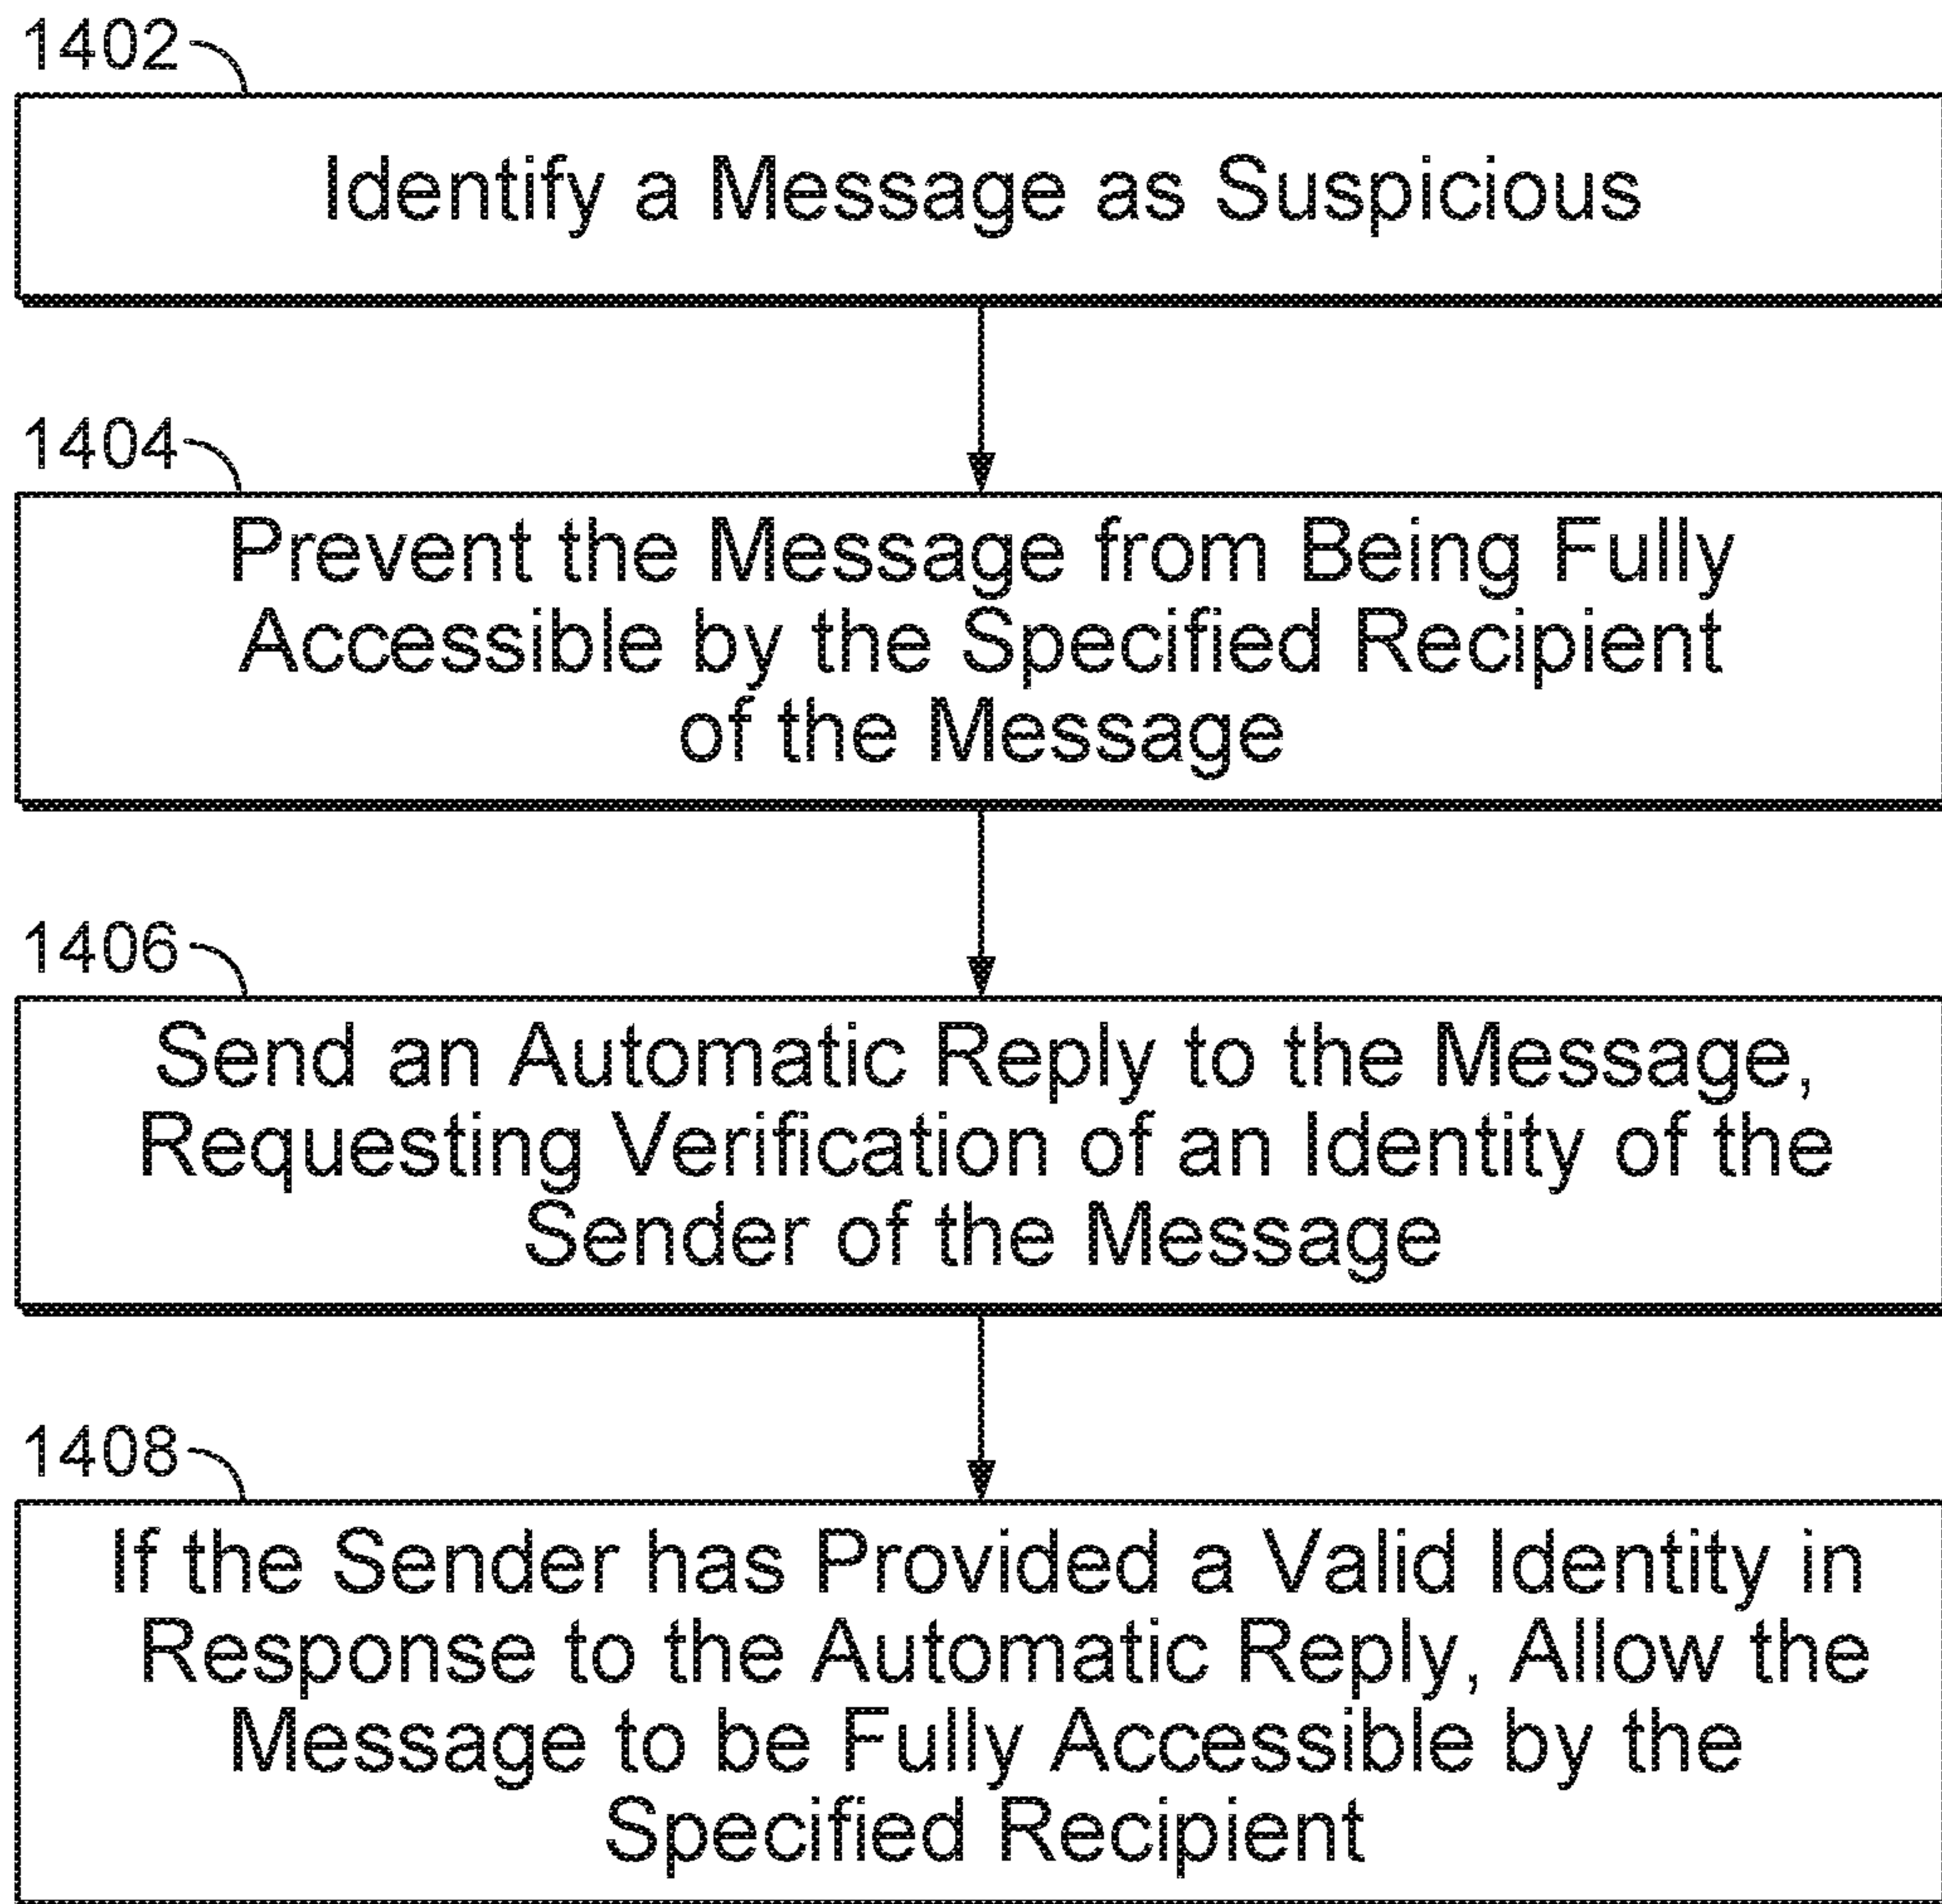 1402
Identify a Message as Suspicious
1404
Prevent the Message from Being Fully
Accessible by the Specified Recipient
of the Message
1406
Send an Automatic Reply to the Message,
Requesting Verification of an Identity of the
Sender of the Message
1408
If the Sender has Provided a Valid Identity in
Response to the Automatic Reply, Allow the
Message to be Fully Accessible by the
Specified Recipient